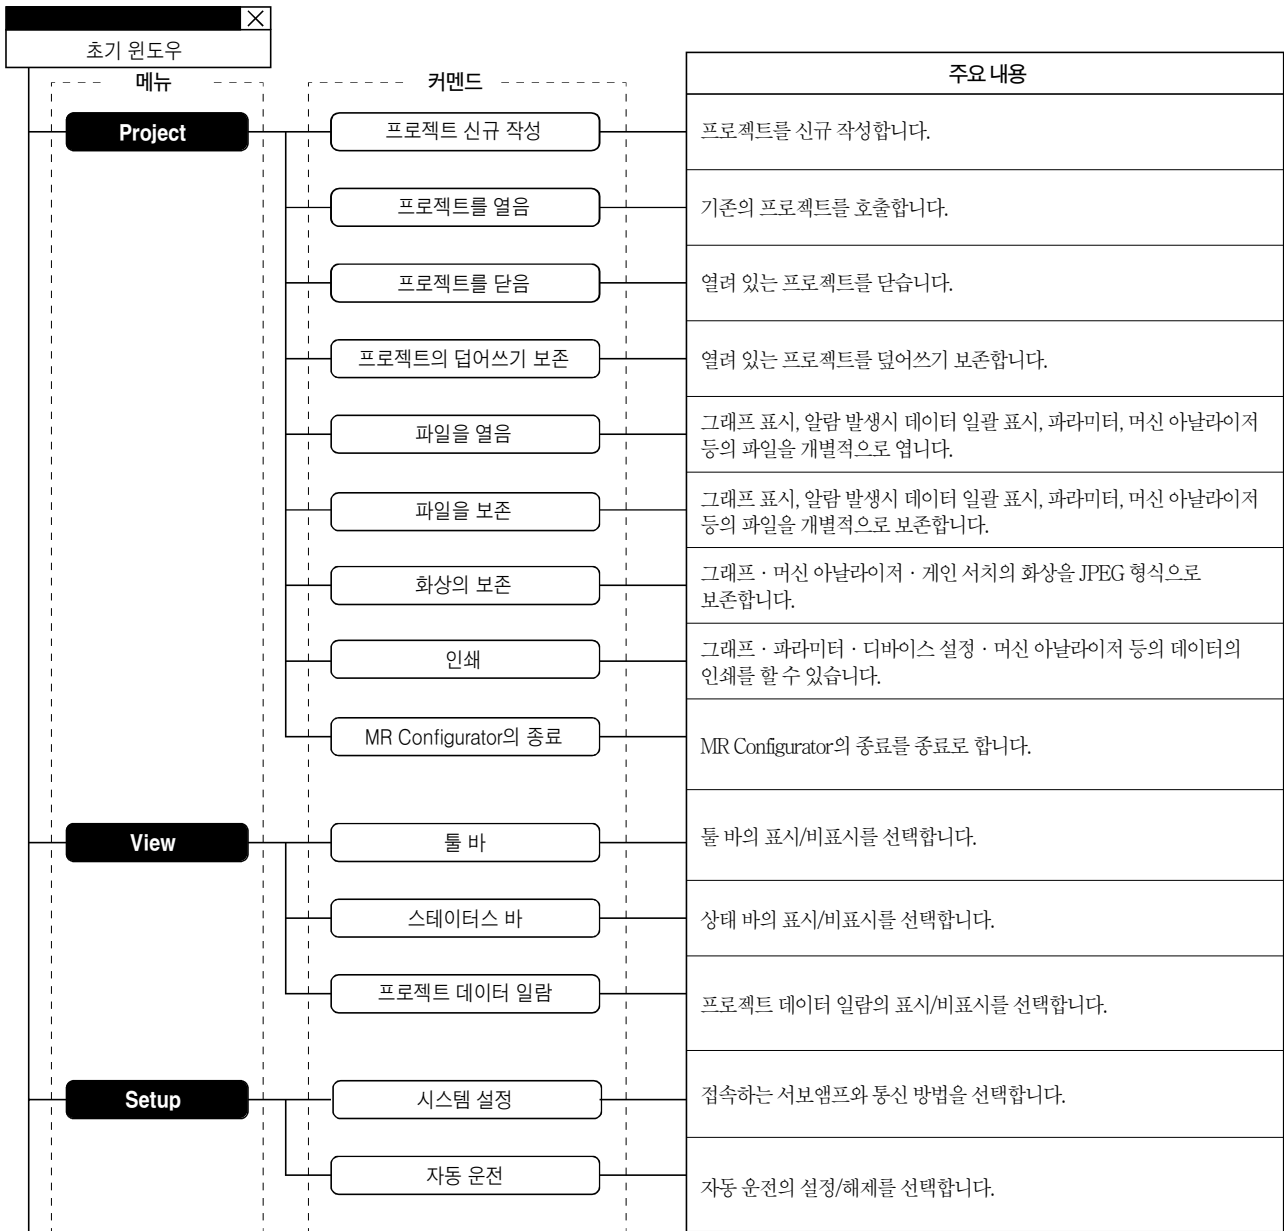 초기 윈도우
메뉴
커멘드
주요 내용
Project
프로젝트 신규 작성
프로젝트를 신규 작성합니다.
프로젝트를 열음
기존의 프로젝트를 호출합니다.
프로젝트를 닫음
열려 있는 프로젝트를 닫습니다.
프로젝트의 덥어쓰기 보존
열려 있는 프로젝트를 덮어쓰기 보존합니다.
파일을 열음
그래프 표시, 알람 발생시 데이터 일괄 표시, 파라미터, 머신 아날라이저
등의 파일을 개별적으로 엽니다.
파일을 보존
그래프 표시, 알람 발생시 데이터 일괄 표시, 파라미터, 머신 아날라이저
등의 파일을 개별적으로 보존합니다.
화상의 보존
그래프 · 머신 아날라이저 · 게인 서치의 화상을 JPEG 형식으로
보존합니다.
인쇄
그래프 · 파라미터 · 디바이스 설정 · 머신 아날라이저 등의 데이터의
인쇄를 할 수 있습니다.
MR Configurator의 종료
MR Configurator의 종료를 종료로 합니다.
View
툴 바
툴 바의 표시/비표시를 선택합니다.
스테이터스 바
상태 바의 표시/비표시를 선택합니다.
프로젝트 데이터 일람
프로젝트 데이터 일람의 표시/비표시를 선택합니다.
Setup
시스템 설정
접속하는 서보앰프와 통신 방법을 선택합니다.
자동 운전
자동 운전의 설정/해제를 선택합니다.